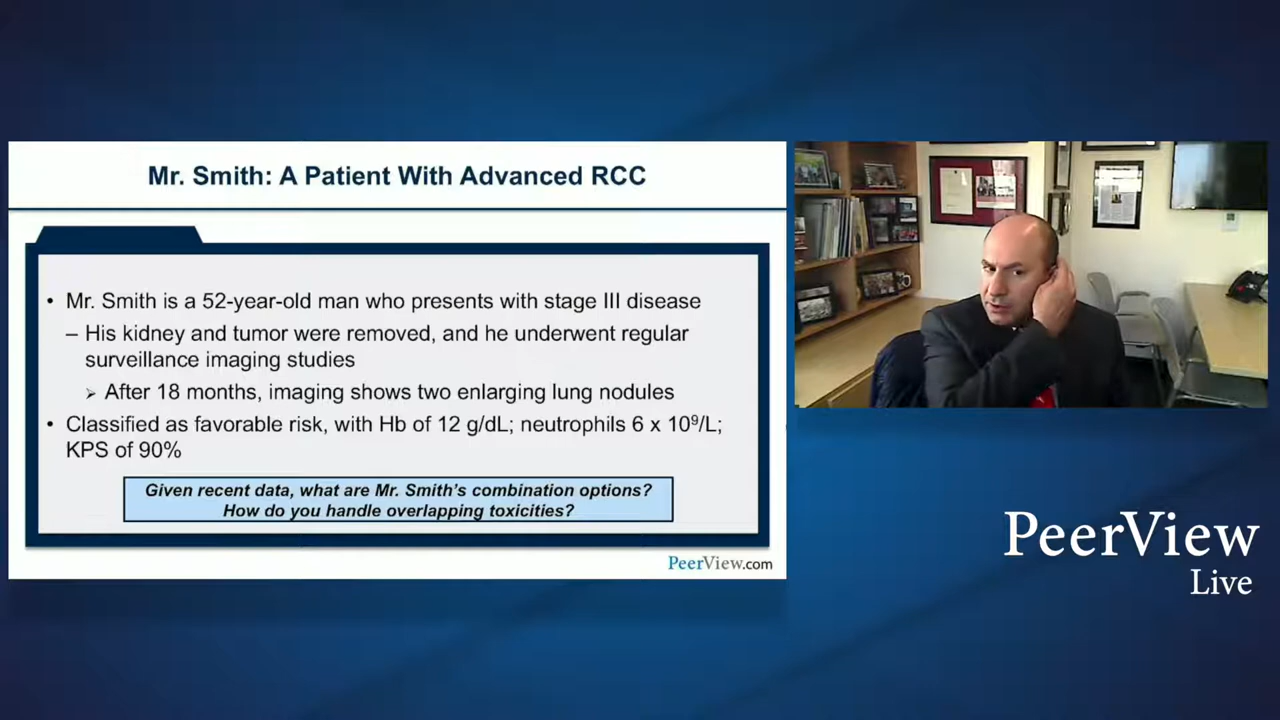 Mr. Smith: A Patient With Advanced RCC
• Mr. Smith is a 52-year-old man who presents with stage III disease
– His kidney and tumor were removed, and he underwent regular
surveillance imaging studies
➢ After 18 months, imaging shows two enlarging lung nodules
• Classified as favorable risk, with Hb of 12 g/dL; neutrophils 6 x 10⁹/L;
KPS of 90%
Given recent data, what are Mr. Smith's combination options?
How do you handle overlapping toxicities?
PeerView.com
PeerView
Live